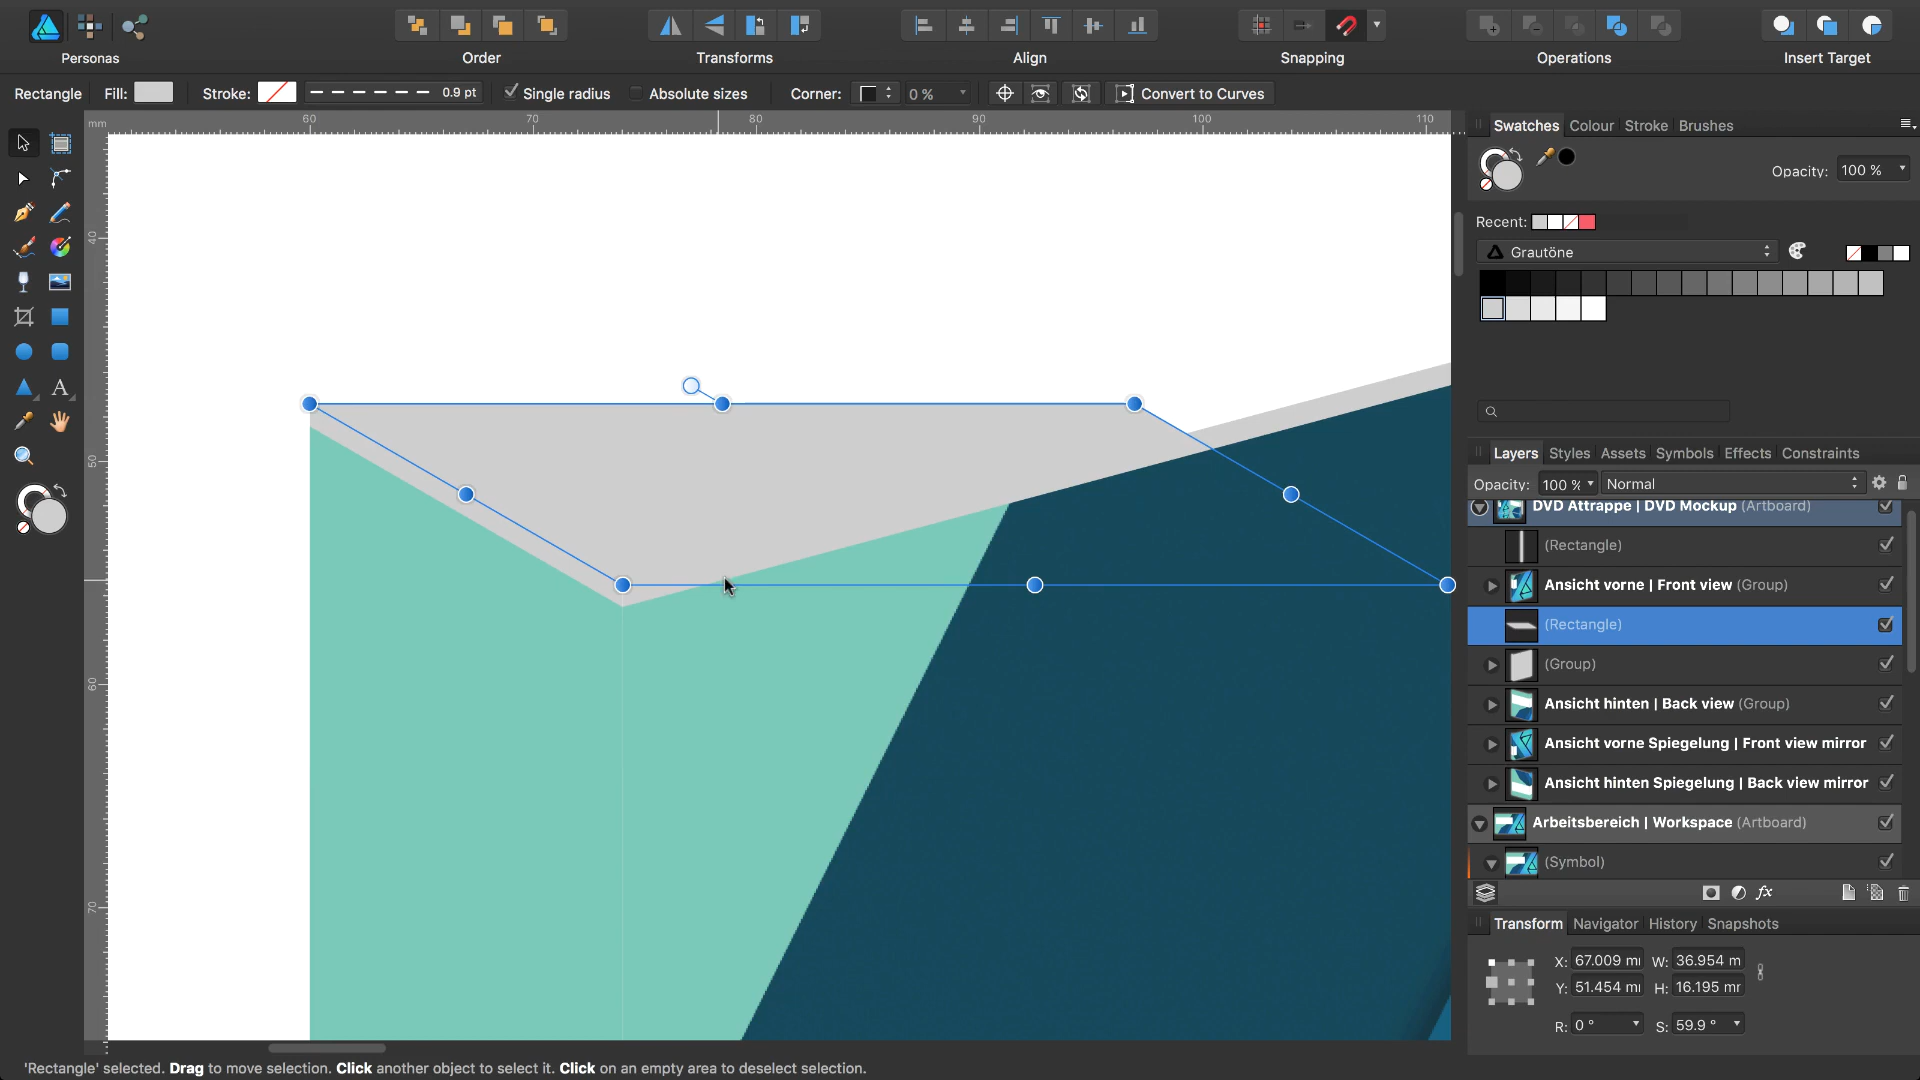 Personas
Order
Transforms
Align
Snapping
Operations
Insert Target
Rectangle
Fill:
Stroke:
0.9 pt
Single radius
Absolute sizes
Corner:
0 %
Convert to Curves
mm
60
70
80
90
100
110
40
50
60
70
Swatches
Colour
Stroke
Brushes
Opacity:
100 %
Recent:
Grautöne
Layers
Styles
Assets
Symbols
Effects
Constraints
Opacity:
100 %
Normal
DVD Attrappe | DVD Mockup (Artboard)
(Rectangle)
Ansicht vorne | Front view (Group)
(Rectangle)
(Group)
Ansicht hinten | Back view (Group)
Ansicht vorne Spiegelung | Front view mirror
Ansicht hinten Spiegelung | Back view mirror
Arbeitsbereich | Workspace (Artboard)
(Symbol)
Transform
Navigator
History
Snapshots
X: 67.009 W: 36.954 m
Y: 51.454 H: 16.195
R: 0 ° S: 59.9 °
'Rectangle' selected. Drag to move selection. Click another object to select it. Click on an empty area to deselect selection.